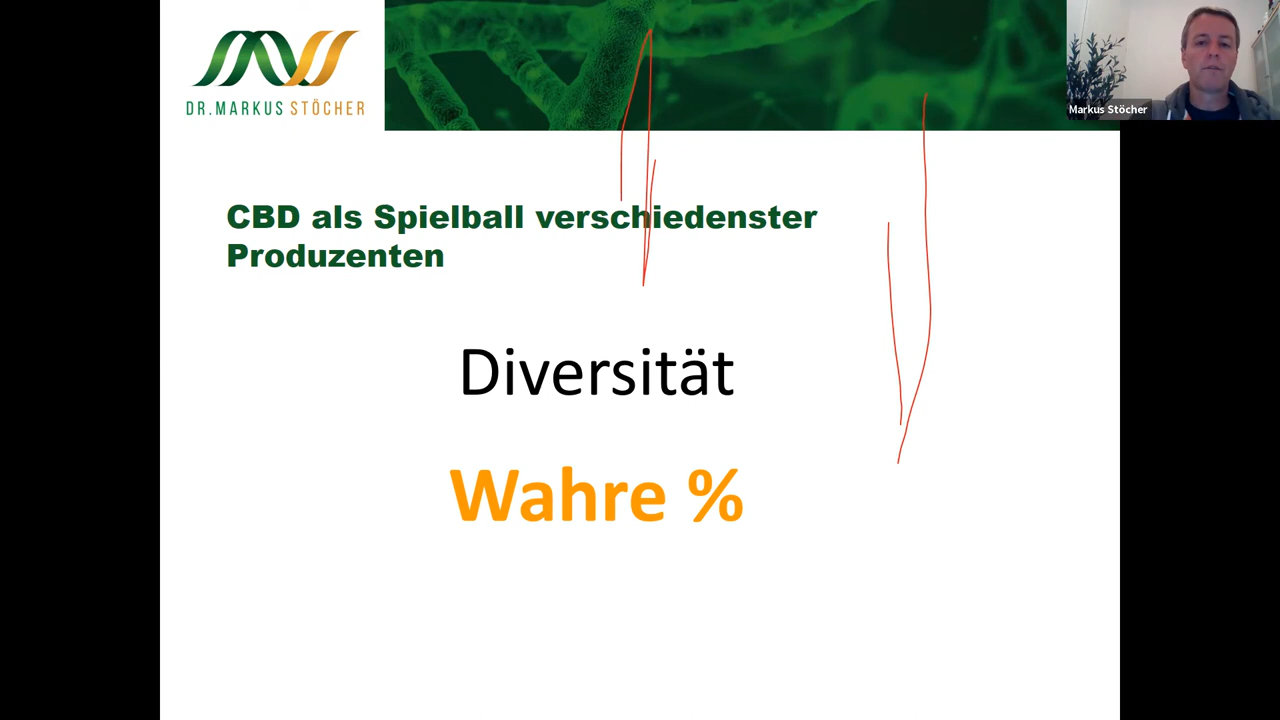 DR.MARKUS STÖCHER
Markus Stöcher
CBD als Spielball verschiedenster
Produzenten
Diversität
Wahre %